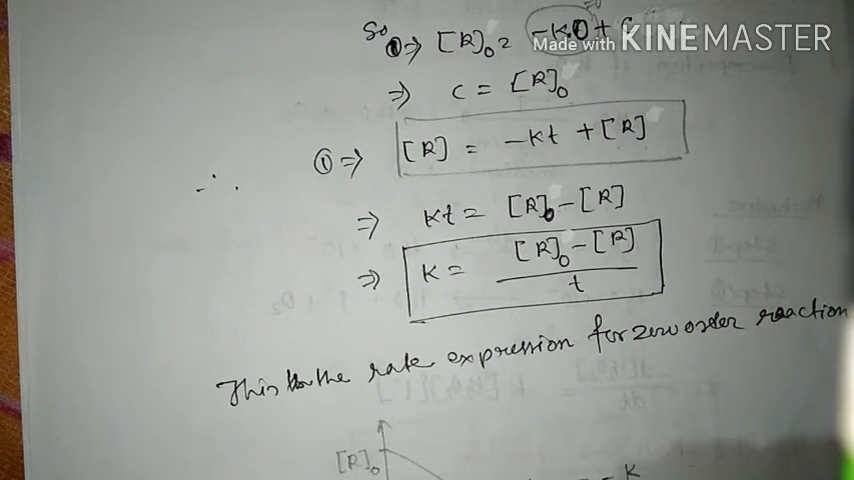 So ① ⇒ [R]₀ = -K.0 + C
Made with KINEMASTER
⇒ C = [R]₀
∴ ① ⇒ [R] = -Kt + [R]
⇒ Kt = [R]₀ - [R]
⇒ K = [R]₀ - [R] / t
This the rate expression for zero order reaction
[R]₀
- K